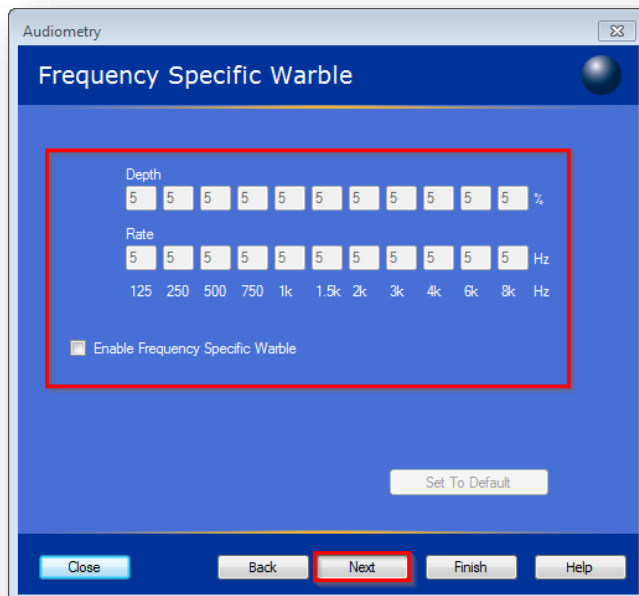 Audiometry
Frequency Specific Warble
Depth
5 5 5 5 5 5 5 5 5 5 5 %
Rate
5 5 5 5 5 5 5 5 5 5 5 Hz
125 250 500 750 1k 1.5k 2k 3k 4k 6k 8k Hz
Enable Frequency Specific Warble
Set To Default
Close Back Next Finish Help